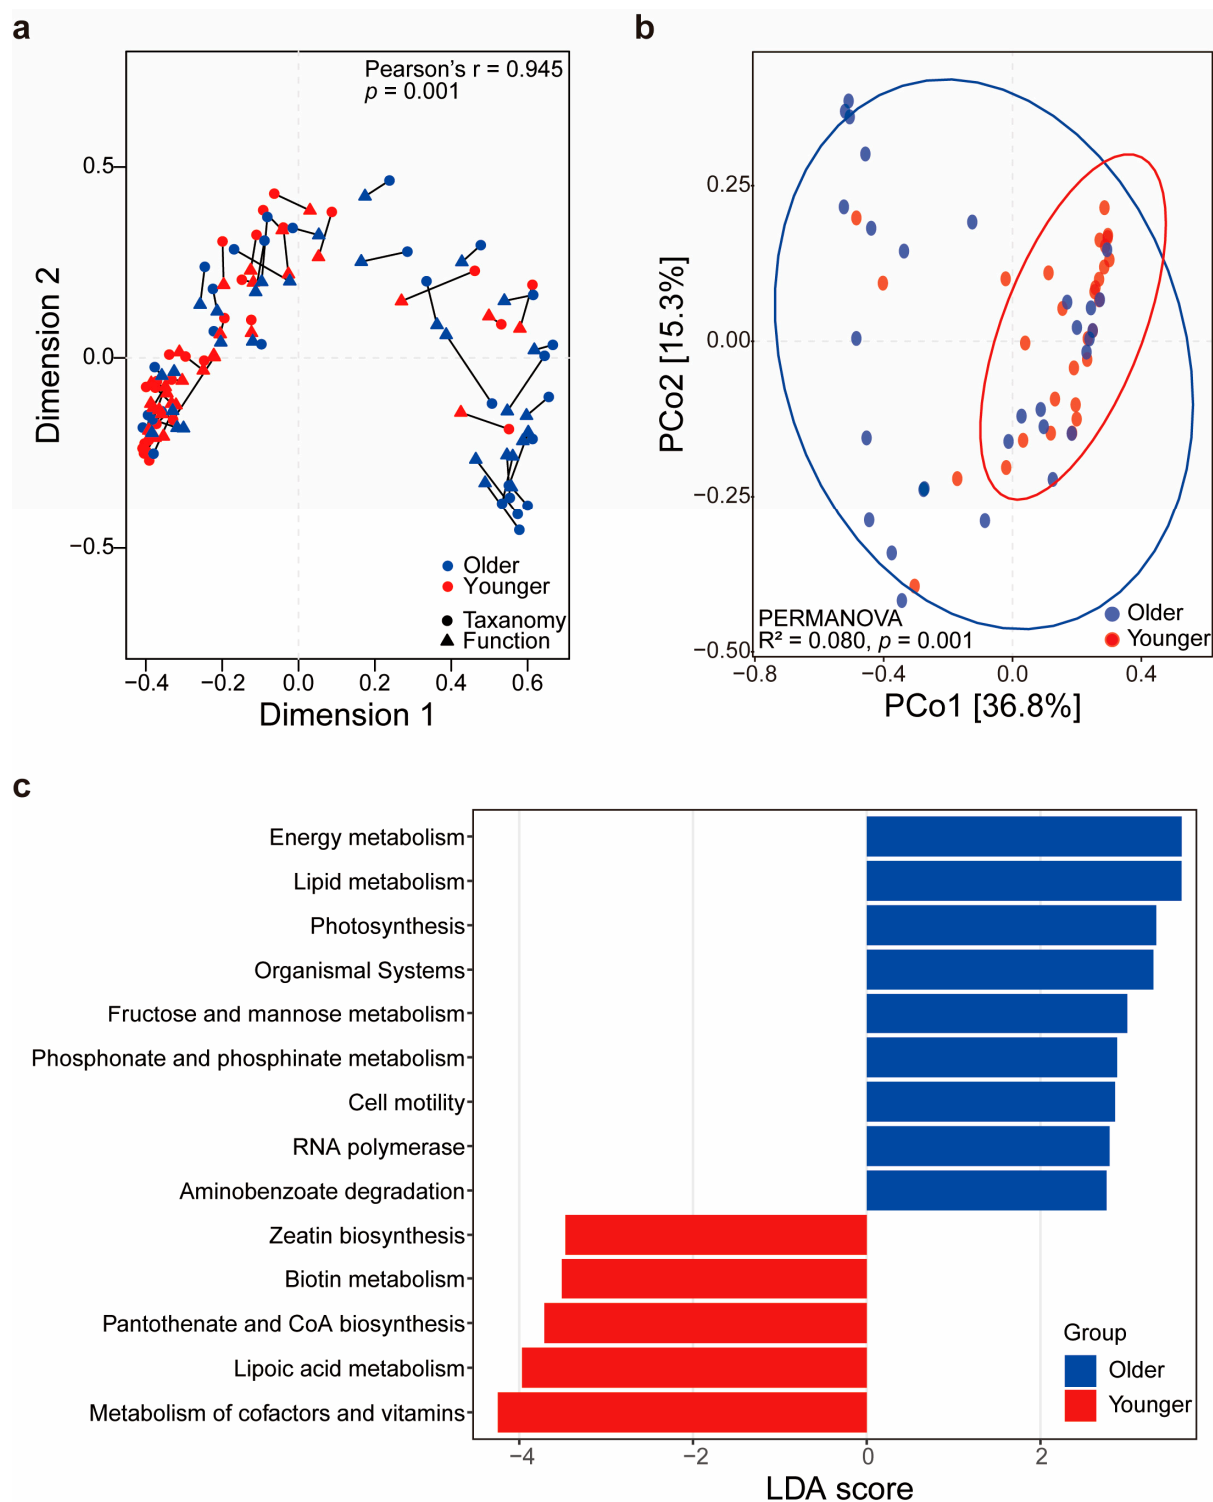 a
Pearson's r = 0.945
p = 0.001
0.5
0.0
−0.5
Dimension 2
Older
Younger
Taxanomy
Function
−0.4
−0.2
0.0
0.2
0.4
0.6
Dimension 1
b
0.25
0.00
−0.25
−0.50
PCo2 [15.3%]
PERMANOVA
R² = 0.080, p = 0.001
Older
Younger
−0.8
−0.4
0.0
0.4
PCo1 [36.8%]
c
Energy metabolism
Lipid metabolism
Photosynthesis
Organismal Systems
Fructose and mannose metabolism
Phosphonate and phosphinate metabolism
Cell motility
RNA polymerase
Aminobenzoate degradation
Zeatin biosynthesis
Biotin metabolism
Pantothenate and CoA biosynthesis
Lipoic acid metabolism
Metabolism of cofactors and vitamins
Group
Older
Younger
−4
−2
0
2
LDA score